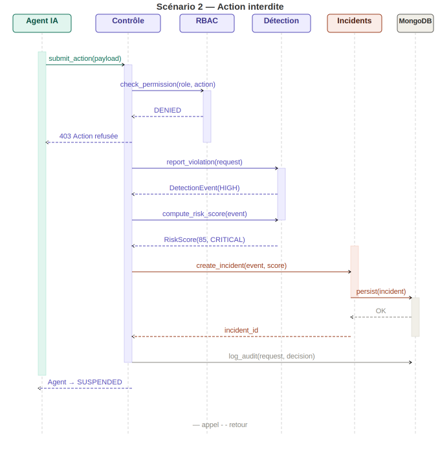 Scénario 2 — Action interdite
Agent IA
Contrôle
RBAC
Détection
Incidents
MongoDB
submit_action(payload)
check_permission(role, action)
DENIED
403 Action refusée
report_violation(request)
DetectionEvent(HIGH)
compute_risk_score(event)
RiskScore(85, CRITICAL)
create_incident(event, score)
persist(incident)
OK
incident_id
log_audit(request, decision)
Agent → SUSPENDED
— appel - - retour